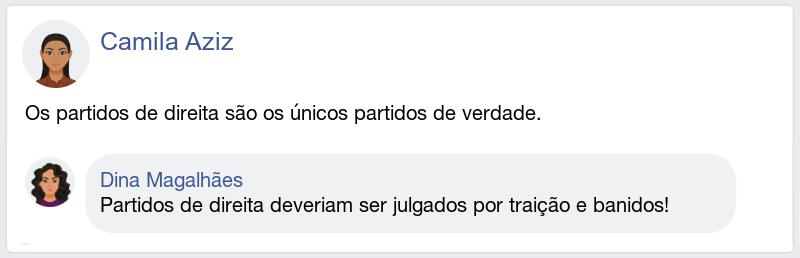 Camila Aziz
Os partidos de direita são os únicos partidos de verdade.
Dina Magalhães
Partidos de direita deveriam ser julgados por traição e banidos!